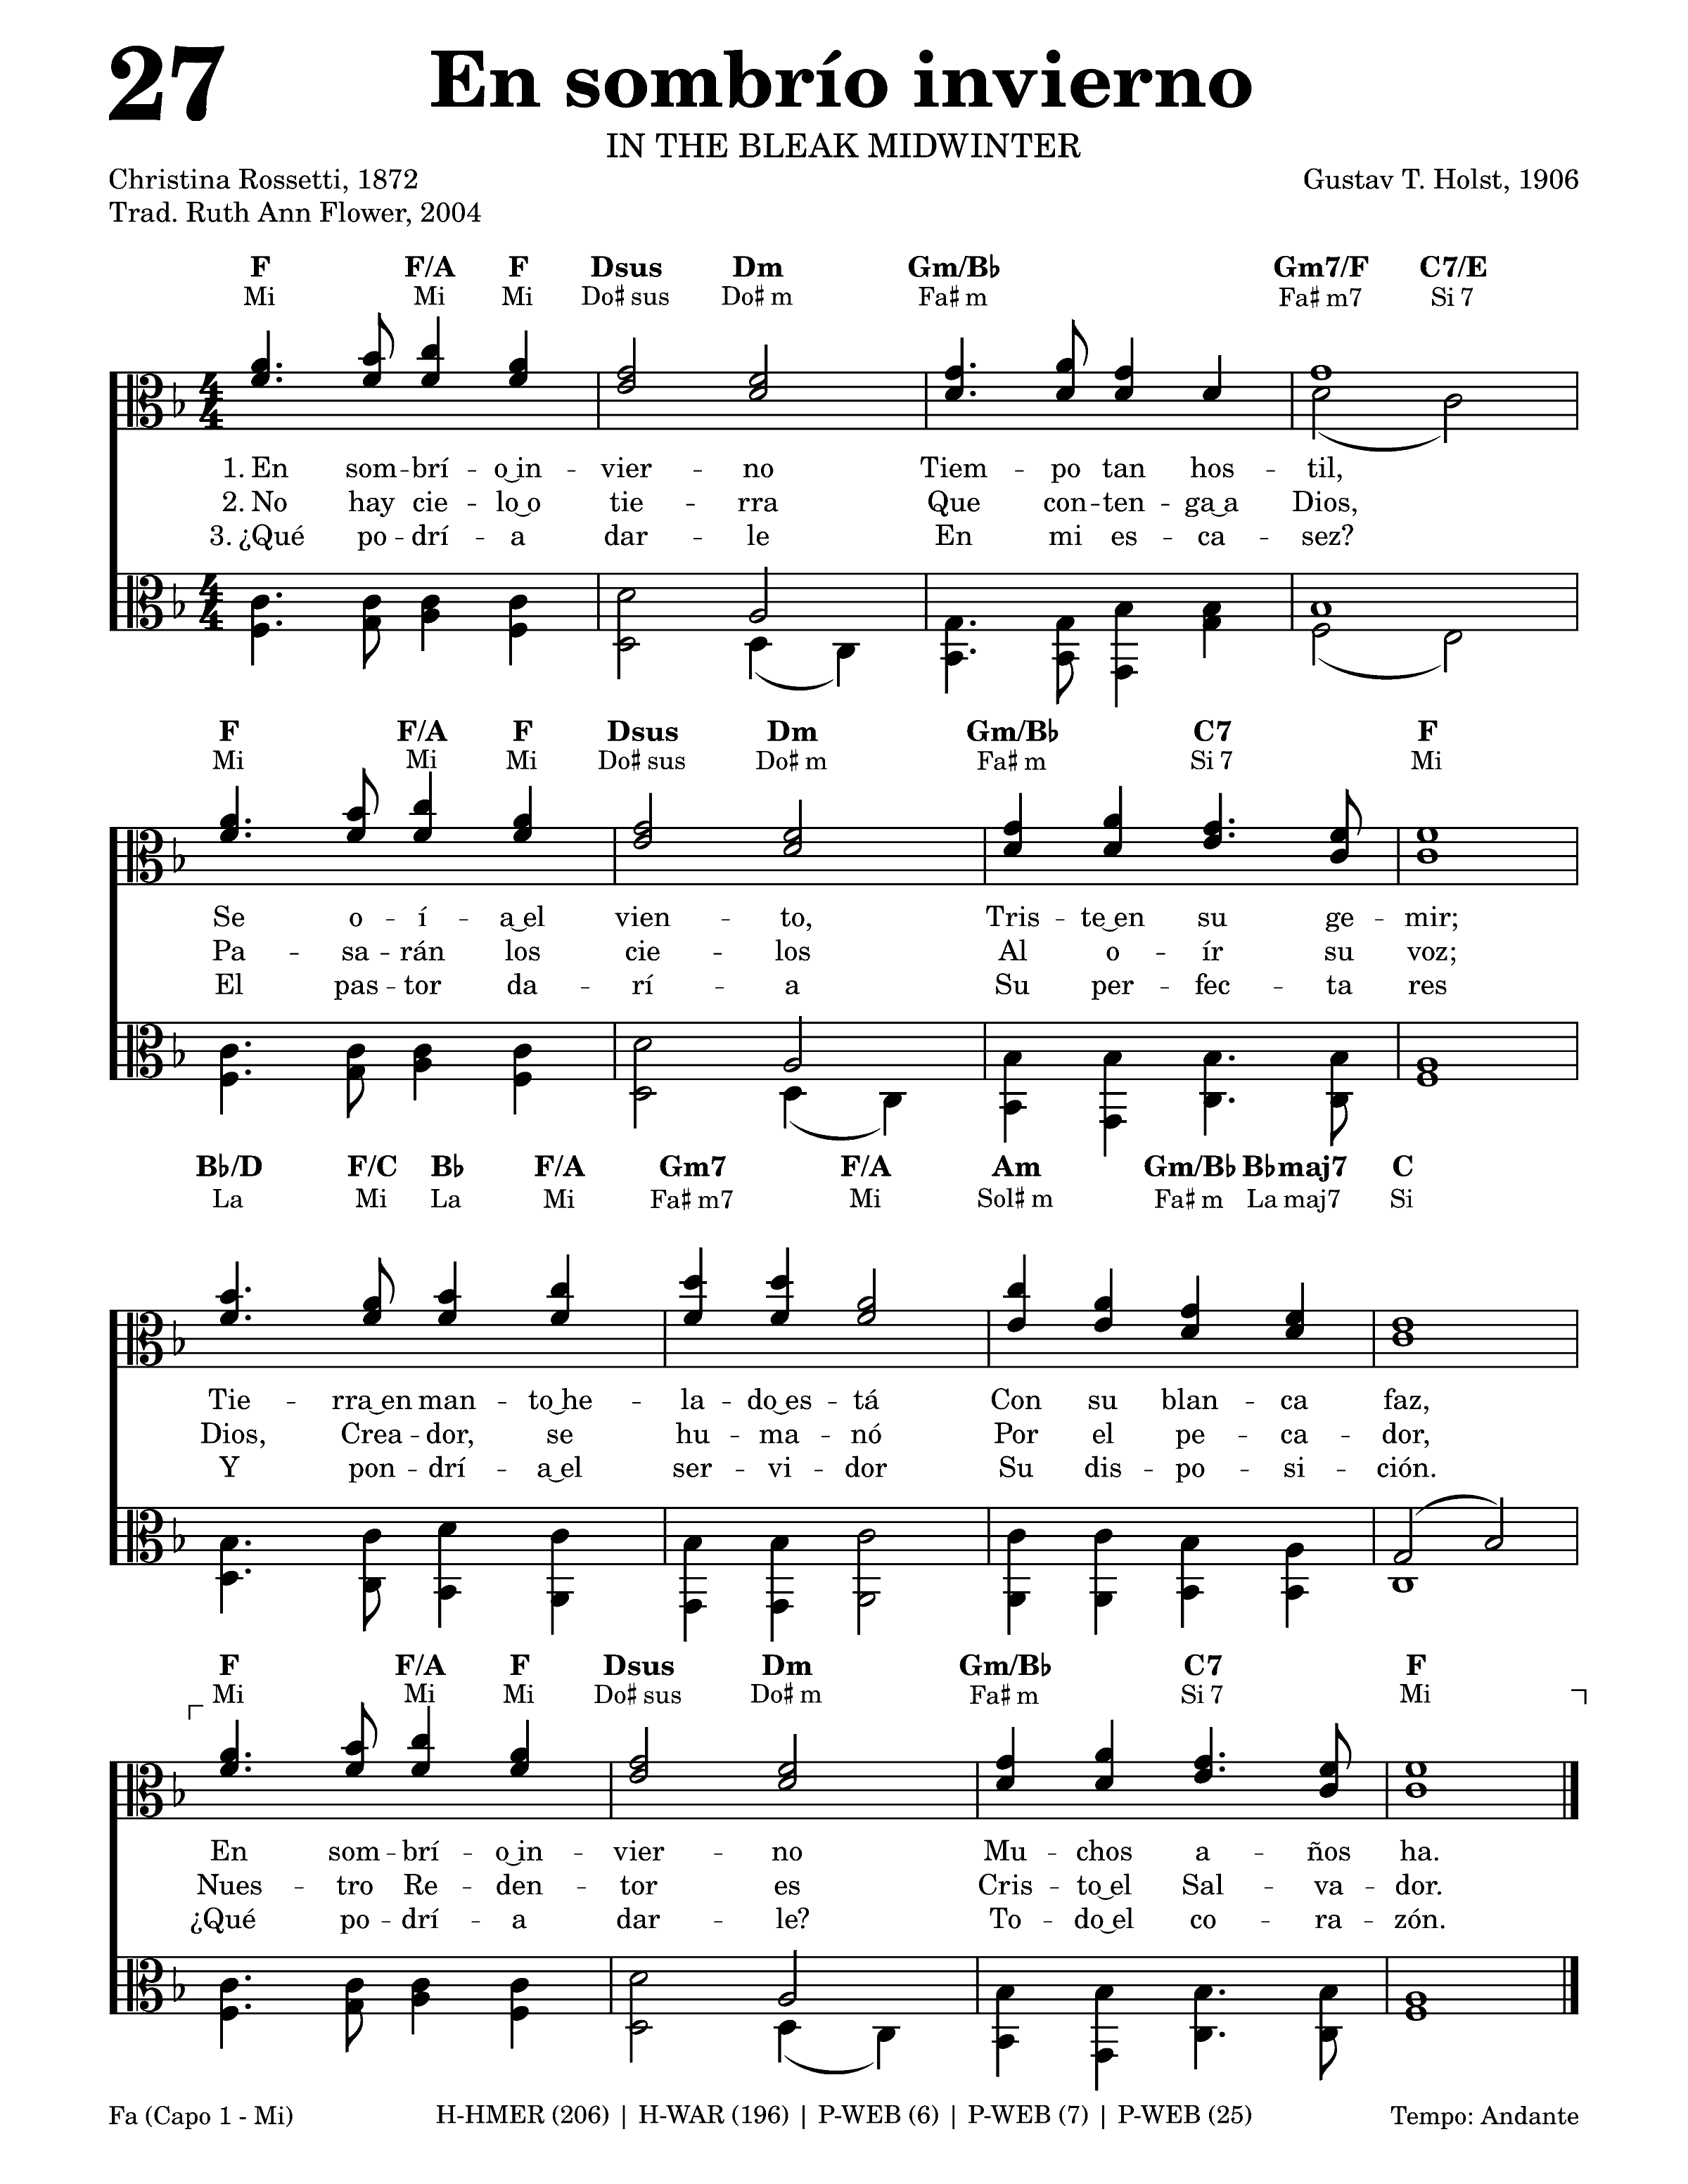 27 En sombrío invierno
IN THE BLEAK MIDWINTER
Christina Rossetti, 1872 Gustav T. Holst, 1906
Trad. Ruth Ann Flower, 2004
F F/A F Dsus Dm Gm/B♭ Gm7/F C7/E
Mi Mi Mi Do♯ sus Do♯ m Fa♯ m Fa♯ m7 Si 7
1. En som – brí – o‿in – vier – no Tiem – po tan hos – til,
2. No hay cie – lo‿o tie – rra Que con – ten – ga‿a Dios,
3. ¿Qué po – drí – a dar – le En mi es – ca – sez?
F F/A F Dsus Dm Gm/B♭ C7 F
Mi Mi Mi Do♯ sus Do♯ m Fa♯ m Si 7 Mi
Se o – í – a‿el vien – to, Tris – te‿en su ge – mir;
Pa – sa – rán los cie – los Al o – ír su voz;
El pas – tor da – rí – a Su per – fec – ta res
B♭/D F/C B♭ F/A Gm7 F/A Am Gm/B♭ B♭maj7 C
La Mi La Mi Fa♯ m7 Mi Sol♯ m Fa♯ m La maj7 Si
Tie – rra‿en man – to‿he – la – do‿es – tá Con su blan – ca faz,
Dios, Crea – dor, se hu – ma – nó Por el pe – ca – dor,
Y pon – drí – a‿el ser – vi – dor Su dis – po – si – ción.
F F/A F Dsus Dm Gm/B♭ C7 F
Mi Mi Mi Do♯ sus Do♯ m Fa♯ m Si 7 Mi
En som – brí – o‿in – vier – no Mu – chos a – ños ha.
Nues – tro Re – den – tor es Cris – to‿el Sal – va – dor.
¿Qué po – drí – a dar – le? To – do‿el co – ra – zón.
Fa (Capo 1 - Mi) H-HMER (206) | H-WAR (196) | P-WEB (6) | P-WEB (7) | P-WEB (25) Tempo: Andante